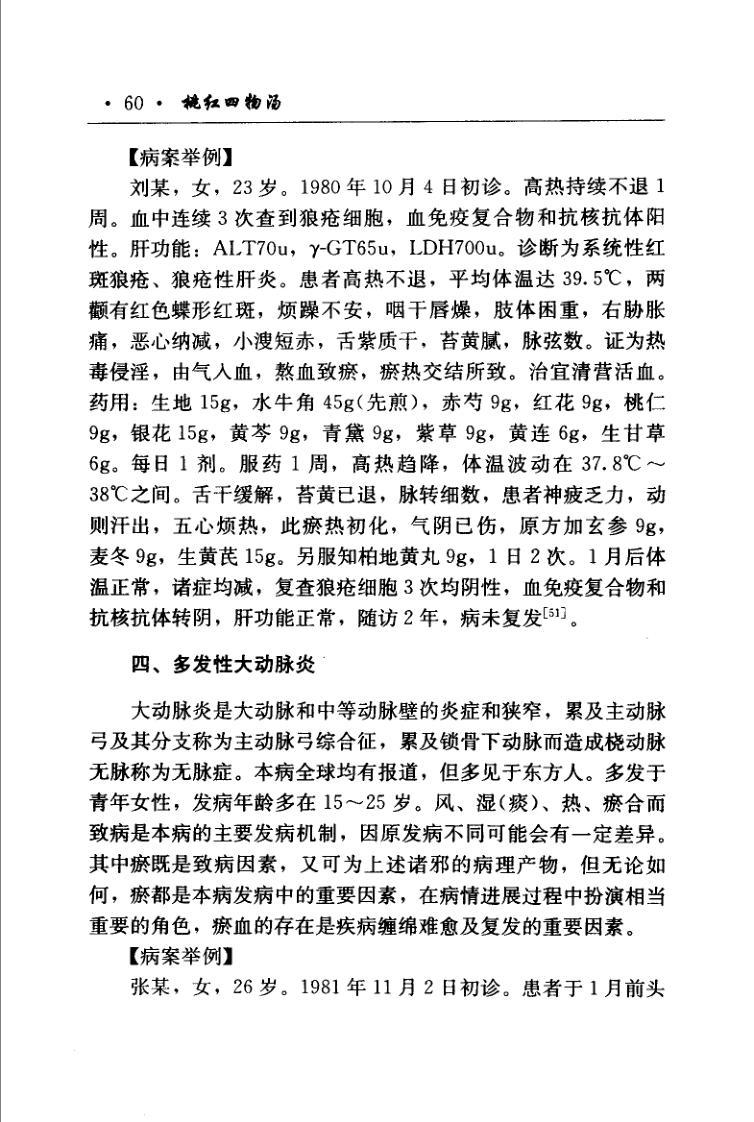 · 60 · 桃红四物汤
【病案举例】
刘某，女，23 岁。1980 年 10 月 4 日初诊。高热持续不退 1
周。血中连续 3 次查到狼疮细胞，血免疫复合物和抗核抗体阳
性。肝功能：ALT70u，γ-GT65u，LDH700u。诊断为系统性红
斑狼疮、狼疮性肝炎。患者高热不退，平均体温达 39.5℃，两
颧有红色蝶形红斑，烦躁不安，咽干唇燥，肢体困重，右胁胀
痛，恶心纳减，小溲短赤，舌紫质干，苔黄腻，脉弦数。证为热
毒侵淫，由气入血，熬血致瘀，瘀热交结所致。治宜清营活血。
药用：生地 15g，水牛角 45g(先煎)，赤芍 9g，红花 9g，桃仁
9g，银花 15g，黄芩 9g，青黛 9g，紫草 9g，黄连 6g，生甘草
6g。每日 1 剂。服药 1 周，高热趋降，体温波动在 37.8℃～
38℃之间。舌干缓解，苔黄已退，脉转细数，患者神疲乏力，动
则汗出，五心烦热，此瘀热初化，气阴已伤，原方加玄参 9g，
麦冬 9g，生黄芪 15g。另服知柏地黄丸 9g，1 日 2 次。1 月后体
温正常，诸症均减，复查狼疮细胞 3 次均阴性，血免疫复合物和
抗核抗体转阴，肝功能正常，随访 2 年，病未复发[51]。
四、多发性大动脉炎
大动脉炎是大动脉和中等动脉壁的炎症和狭窄，累及主动脉
弓及其分支称为主动脉弓综合征，累及锁骨下动脉而造成桡动脉
无脉称为无脉症。本病全球均有报道，但多见于东方人。多发于
青年女性，发病年龄多在 15～25 岁。风、湿(痰)、热、瘀合而
致病是本病的主要发病机制，因原发病不同可能会有一定差异。
其中瘀既是致病因素，又可为上述诸邪的病理产物，但无论如
何，瘀都是本病发病中的重要因素，在病情进展过程中扮演相当
重要的角色，瘀血的存在是疾病缠绵难愈及复发的重要因素。
【病案举例】
张某，女，26 岁。1981 年 11 月 2 日初诊。患者于 1 月前头